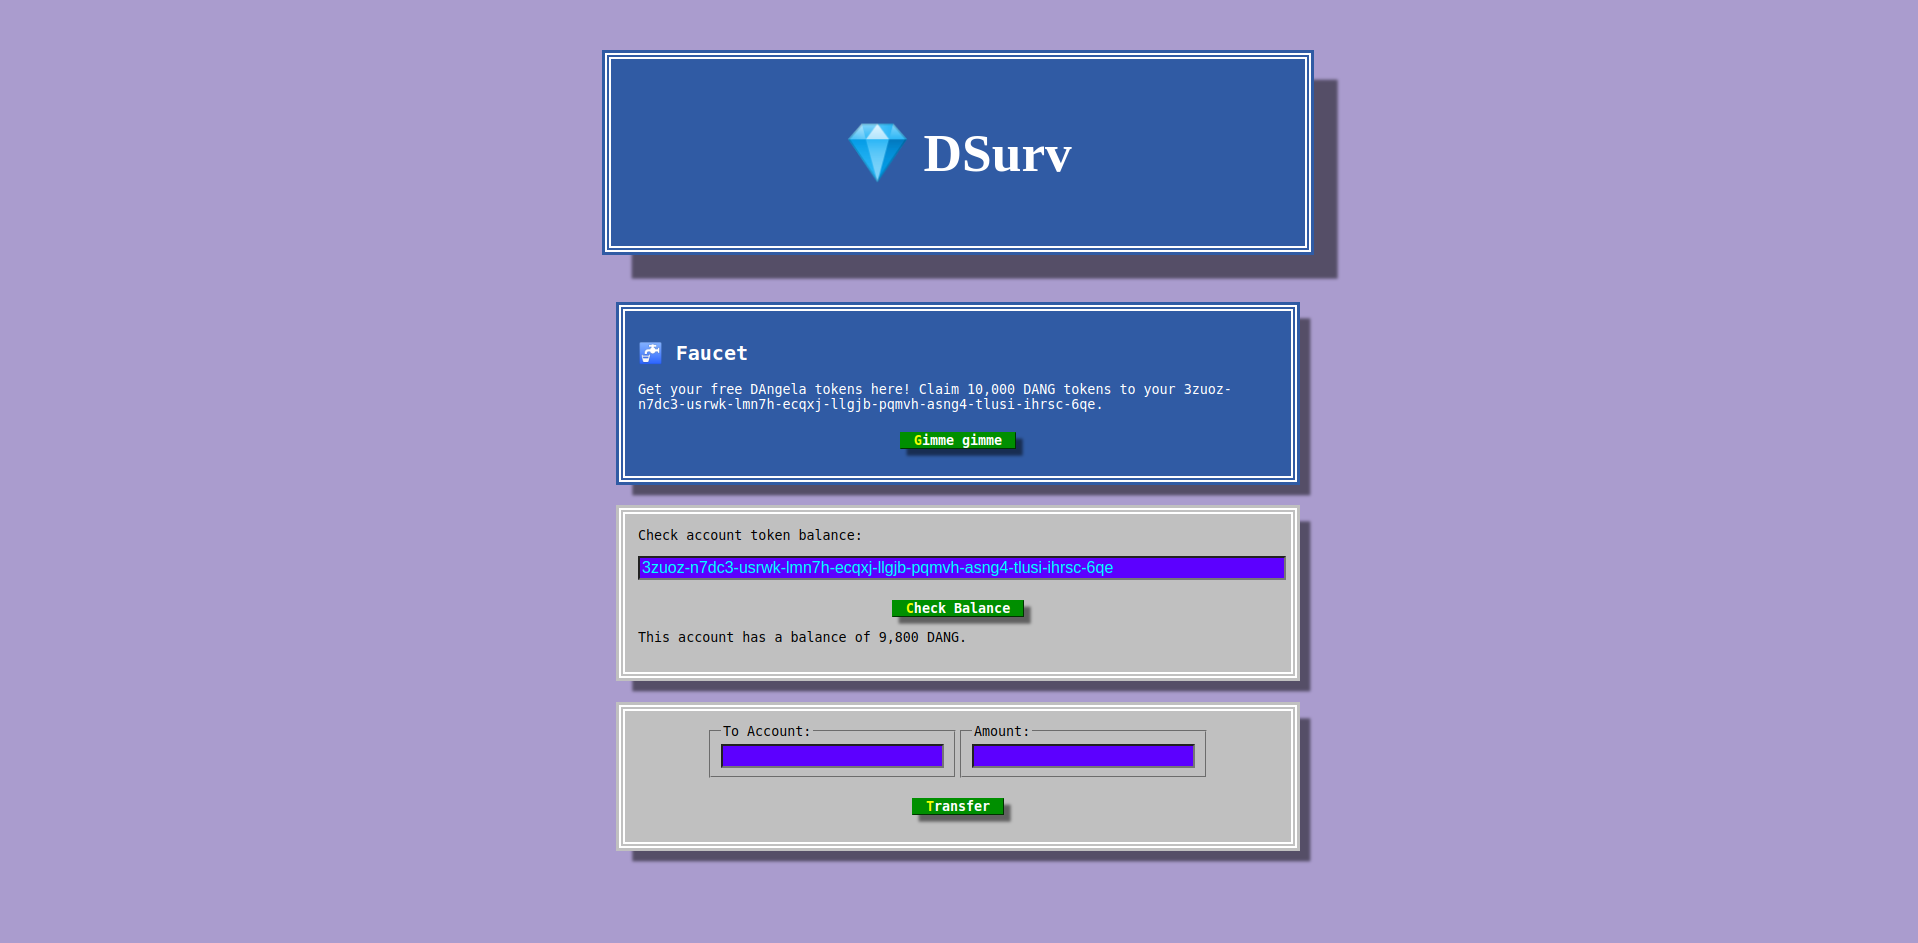 DSurv
Faucet
Get your free DAngela tokens here! Claim 10,000 DANG tokens to your 3zuoz-
n7dc3-usrwk-lmn7h-ecqxj-llgjb-pqmvh-asng4-tlusi-ihrsc-6qe.
Gimme gimme
Check account token balance:
3zuoz-n7dc3-usrwk-lmn7h-ecqxj-llgjb-pqmvh-asng4-tlusi-ihrsc-6qe
Check Balance
This account has a balance of 9,800 DANG.
To Account:
Amount:
Transfer